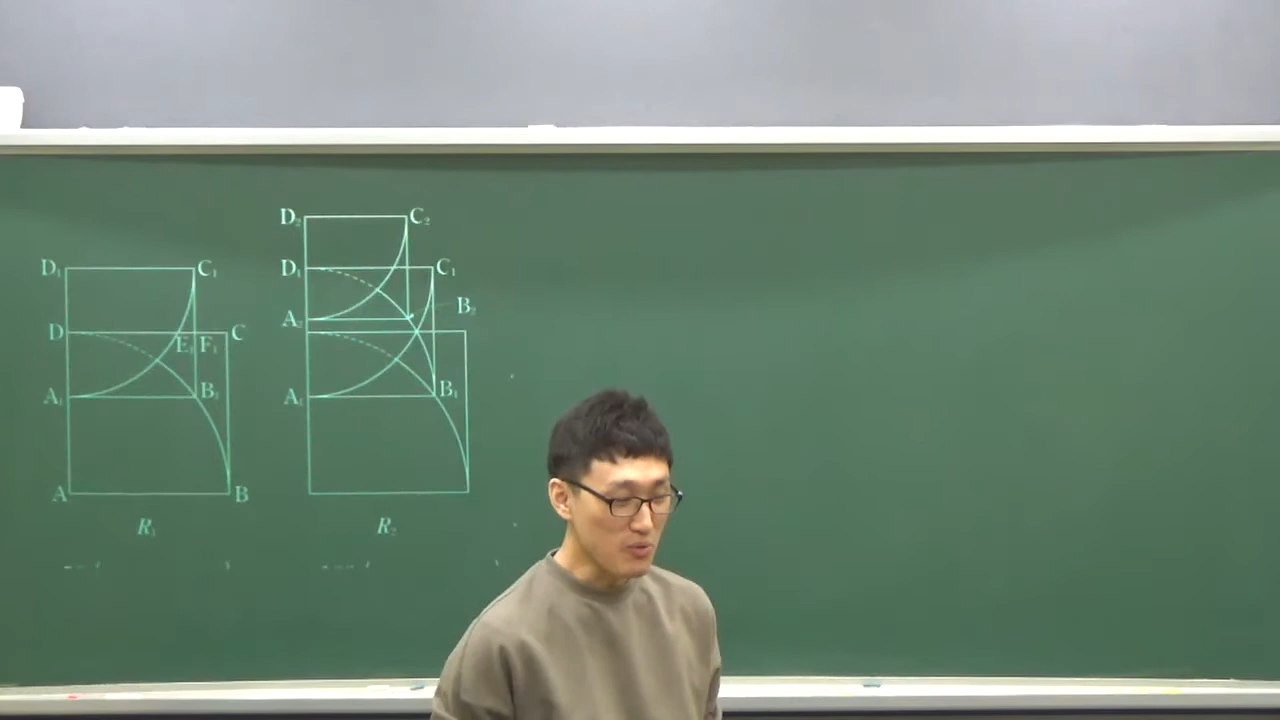 D₁ C₁
D C
E₁ F₁
A₁ B₁
A B
R₁
D₂ C₂
D₁ C₁
A₂ B₂
A₁ B₁
R₂